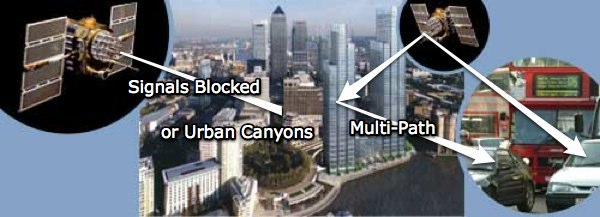 Signals Blocked
or Urban Canyons
Multi-Path